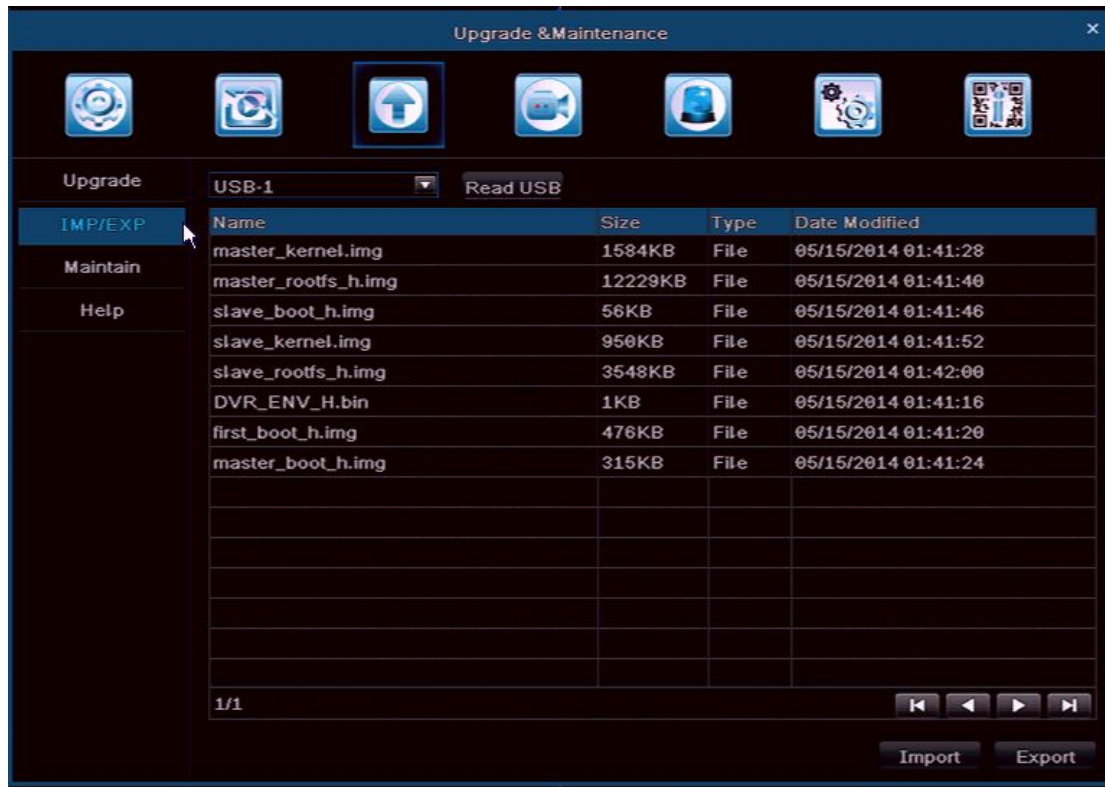 Upgrade &Maintenance
Upgrade
IMP/EXP
Maintain
Help
USB-1 Read USB
Name Size Type Date Modified
master_kernel.img 1584KB File 05/15/2014 01:41:28
master_rootfs_h.img 12229KB File 05/15/2014 01:41:40
slave_boot_h.img 56KB File 05/15/2014 01:41:46
slave_kernel.img 950KB File 05/15/2014 01:41:52
slave_rootfs_h.img 3548KB File 05/15/2014 01:42:00
DVR_ENV_H.bin 1KB File 05/15/2014 01:41:16
first_boot_h.img 476KB File 05/15/2014 01:41:20
master_boot_h.img 315KB File 05/15/2014 01:41:24
1/1
Import Export